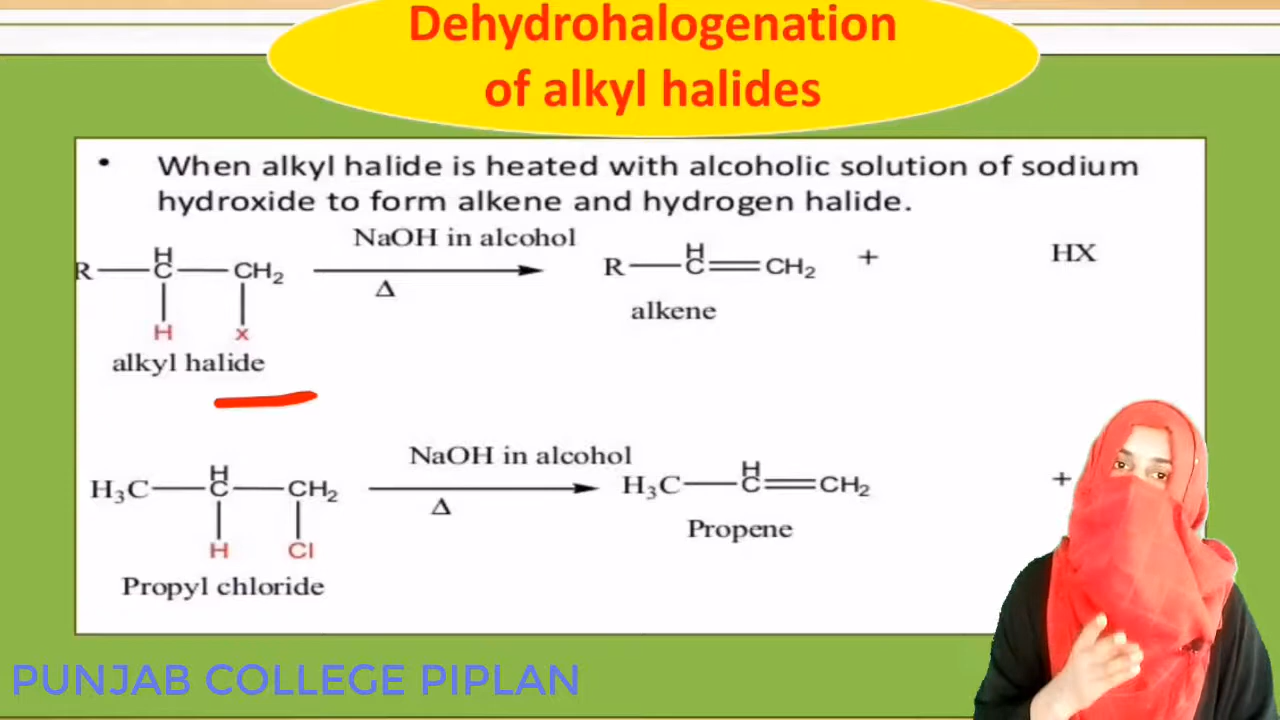 Dehydrohalogenation
of alkyl halides
• When alkyl halide is heated with alcoholic solution of sodium
hydroxide to form alkene and hydrogen halide.
NaOH in alcohol
H
R C CH₂
Δ
H x
alkyl halide
H
R C CH₂ + HX
alkene
NaOH in alcohol
H
H₃C C CH₂
Δ
H Cl
Propyl chloride
H
H₃C C CH₂ +
Propene
PUNJAB COLLEGE PIPLAN